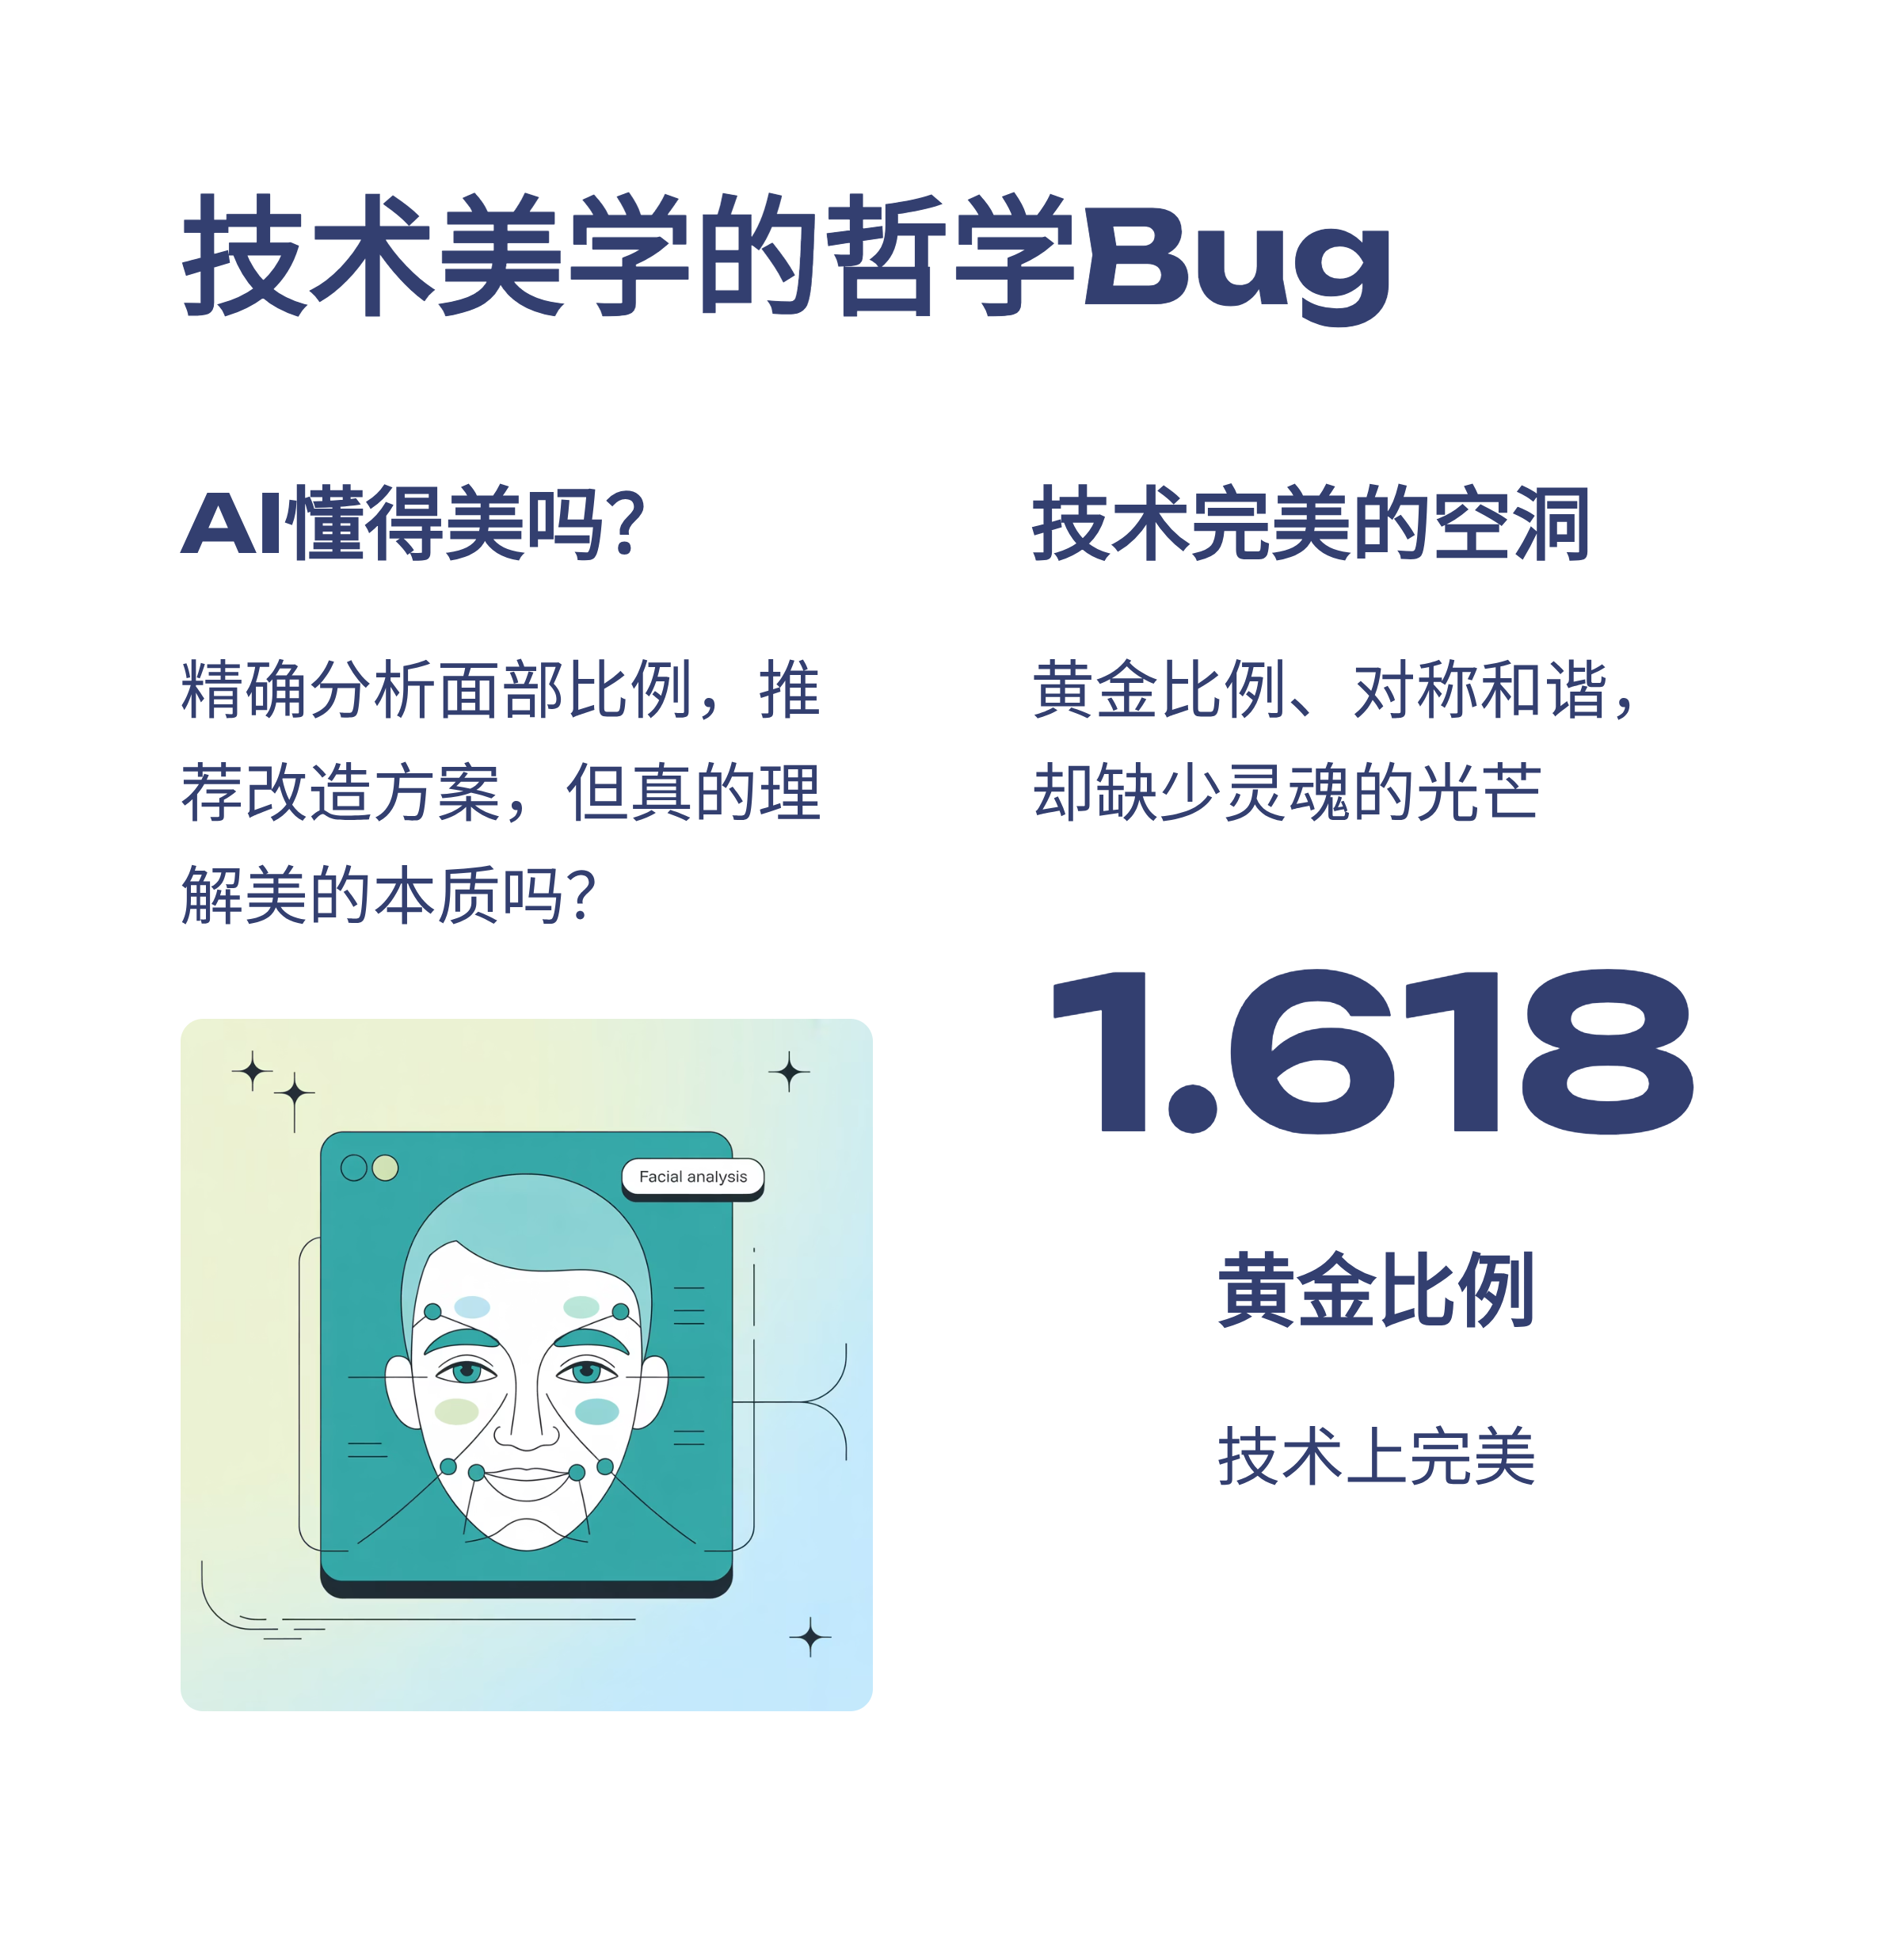 技术美学的哲学Bug
AI懂得美吗？
精确分析面部比例，推
荐改造方案，但真的理
解美的本质吗？
Facial analysis
技术完美的空洞
黄金比例、对称和谐，
却缺少灵魂的光芒
1.618
黄金比例
技术上完美